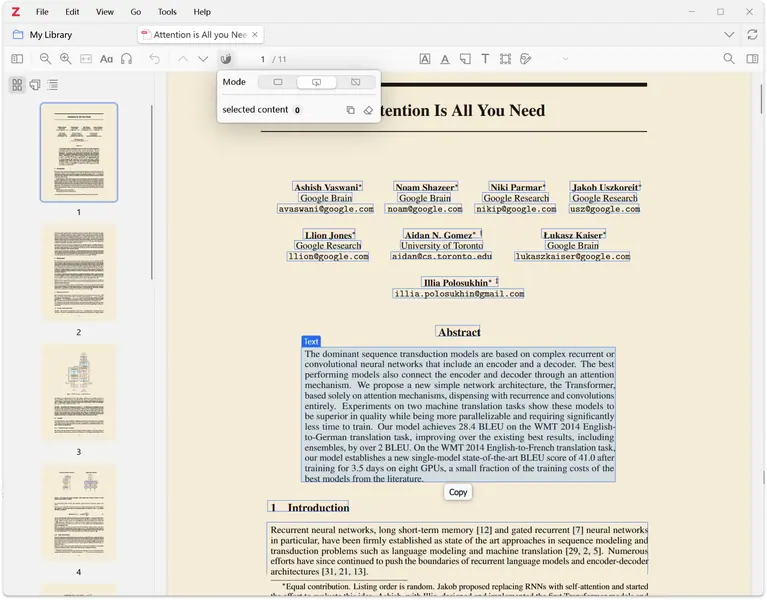 Z File Edit View Go Tools Help
My Library
Attention is All you Nee
Aa 1 / 11 A A T
Mode
selected content 0
tention Is All You Need
Ashish Vaswani* Noam Shazeer* Niki Parmar* Jakob Uszkoreit*
Google Brain Google Brain Google Research Google Research
avaswani@google.com noam@google.com nikip@google.com usz@google.com
Llion Jones* Aidan N. Gomez* † Łukasz Kaiser*
Google Research University of Toronto Google Brain
llion@google.com aidan@cs.toronto.edu lukaszkaiser@google.com
Illia Polosukhin* ‡
illia.polosukhin@gmail.com
Abstract
Text
The dominant sequence transduction models are based on complex recurrent or
convolutional neural networks that include an encoder and a decoder. The best
performing models also connect the encoder and decoder through an attention
mechanism. We propose a new simple network architecture, the Transformer,
based solely on attention mechanisms, dispensing with recurrence and convolutions
entirely. Experiments on two machine translation tasks show these models to
be superior in quality while being more parallelizable and requiring significantly
less time to train. Our model achieves 28.4 BLEU on the WMT 2014 English-
to-German translation task, improving over the existing best results, including
ensembles, by over 2 BLEU. On the WMT 2014 English-to-French translation task,
our model establishes a new single-model state-of-the-art BLEU score of 41.0 after
training for 3.5 days on eight GPUs, a small fraction of the training costs of the
best models from the literature.
Copy
1 Introduction
Recurrent neural networks, long short-term memory [12] and gated recurrent [7] neural networks
in particular, have been firmly established as state of the art approaches in sequence modeling and
transduction problems such as language modeling and machine translation [29, 2, 5]. Numerous
efforts have since continued to push the boundaries of recurrent language models and encoder-decoder
architectures [31, 21, 13].
*Equal contribution. Listing order is random. Jakob proposed replacing RNNs with self-attention and started
1
2
3
4